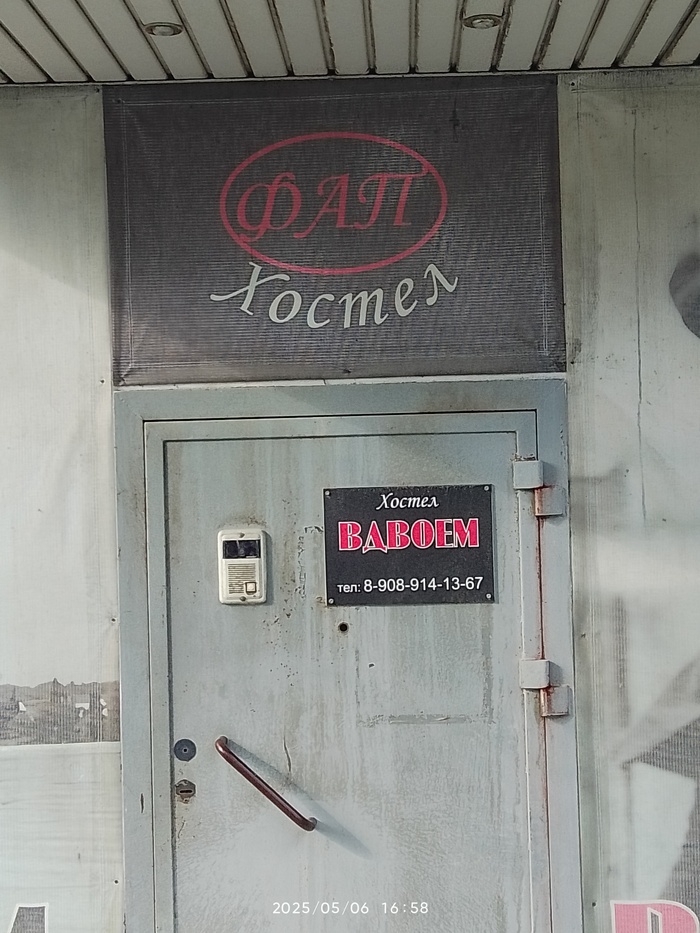 ФАП
Хостел
Хостел
ВДВОЕМ
тел: 8-908-914-13-67
2025/05/06 16:58